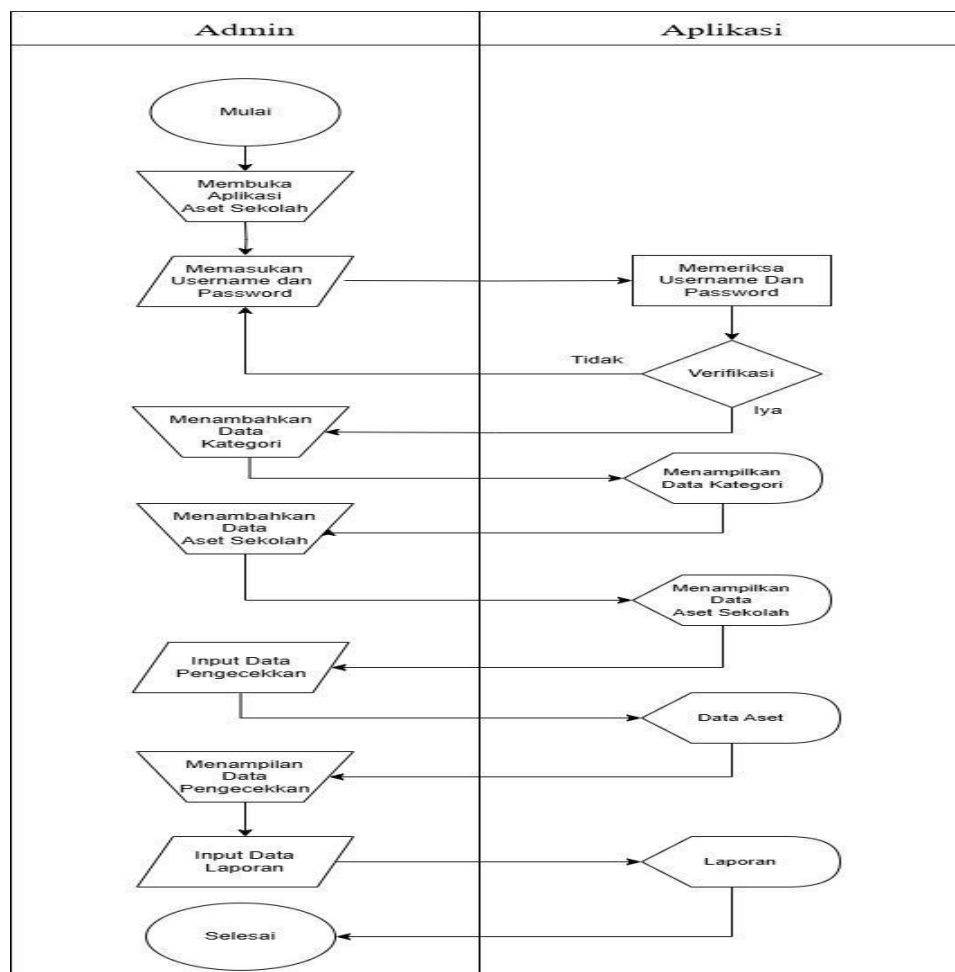 Admin
Aplikasi
Mulai
Membuka
Aplikasi
Aset Sekolah
Memasukan
Username dan
Password
Memeriksa
Username Dan
Password
Tidak
Verifikasi
Iya
Menambahkan
Data
Kategori
Menampilkan
Data Kategori
Menambahkan
Data
Aset Sekolah
Menampilkan
Data
Aset Sekolah
Input Data
Pengecekkan
Data Aset
Menampilan
Data
Pengecekkan
Input Data
Laporan
Laporan
Selesai